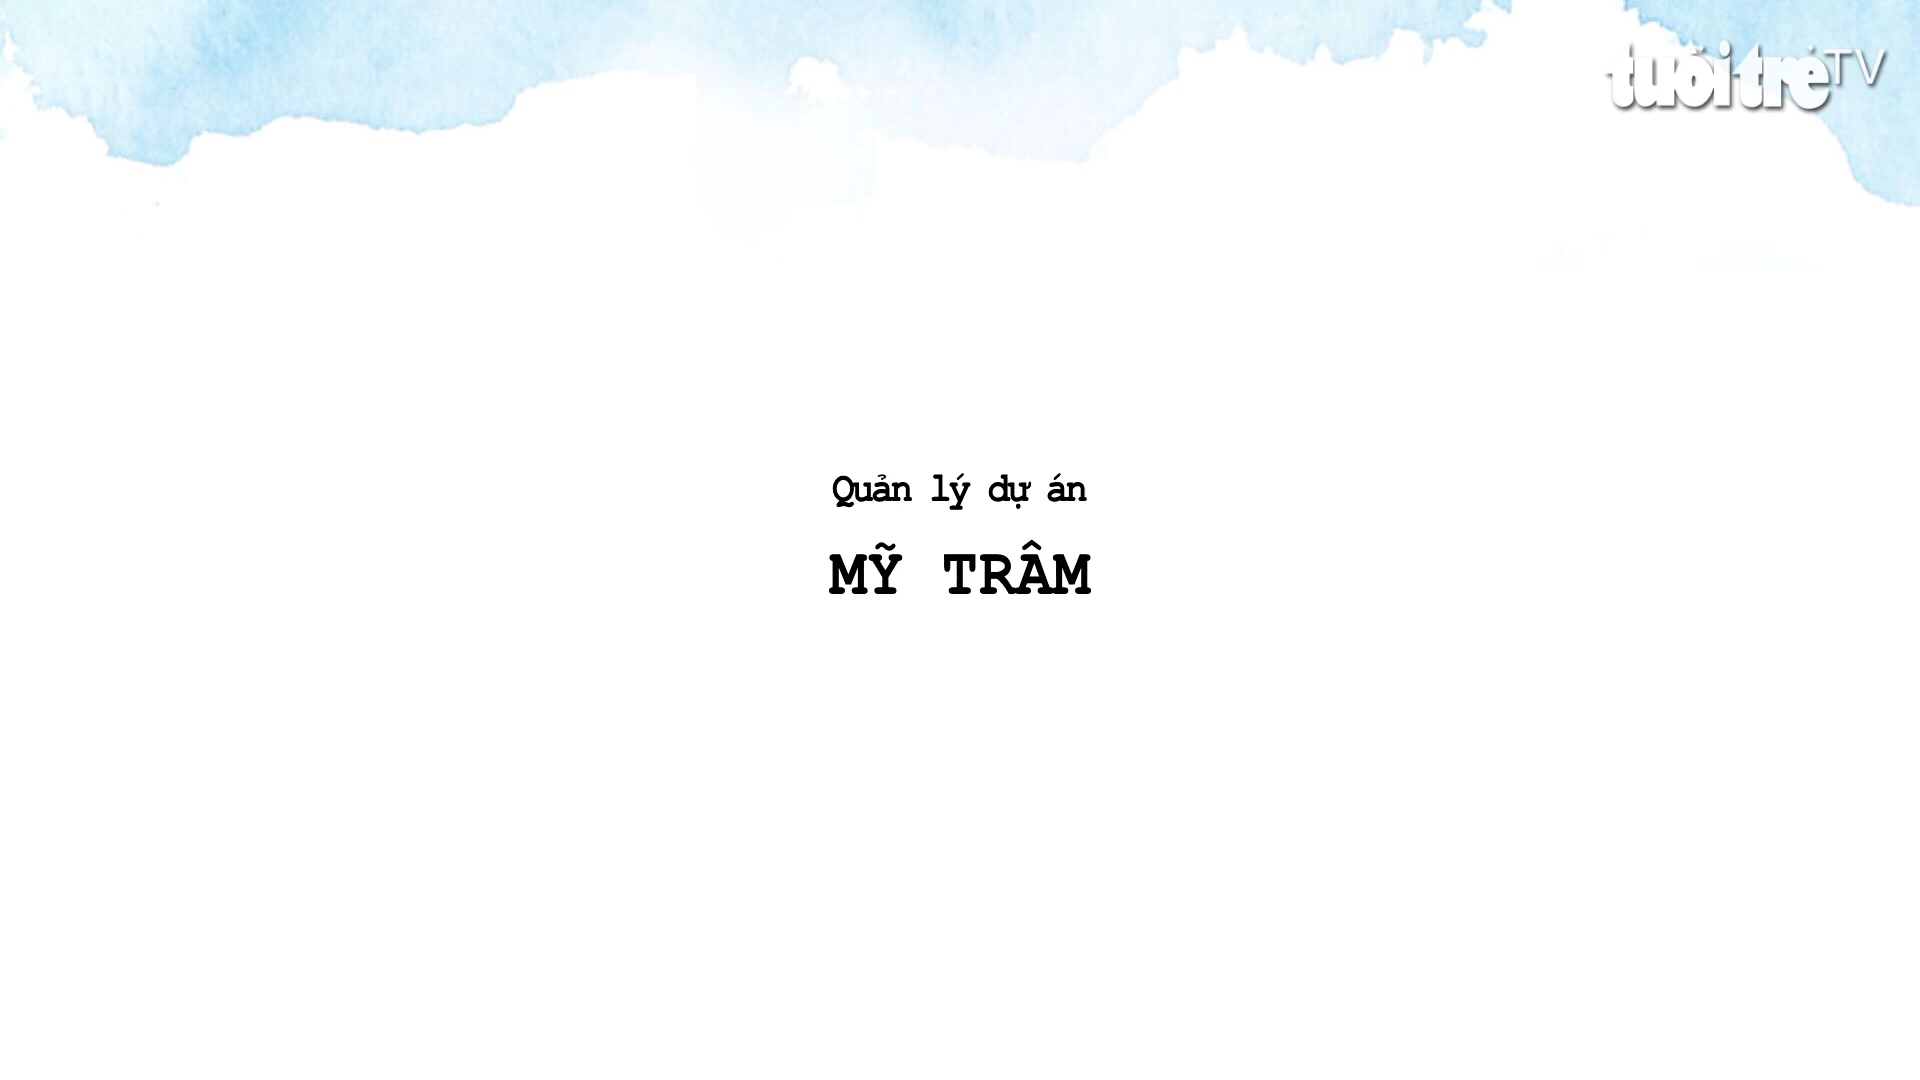 tuổi trẻ TV
Quản lý dự án
MỸ TRÂM